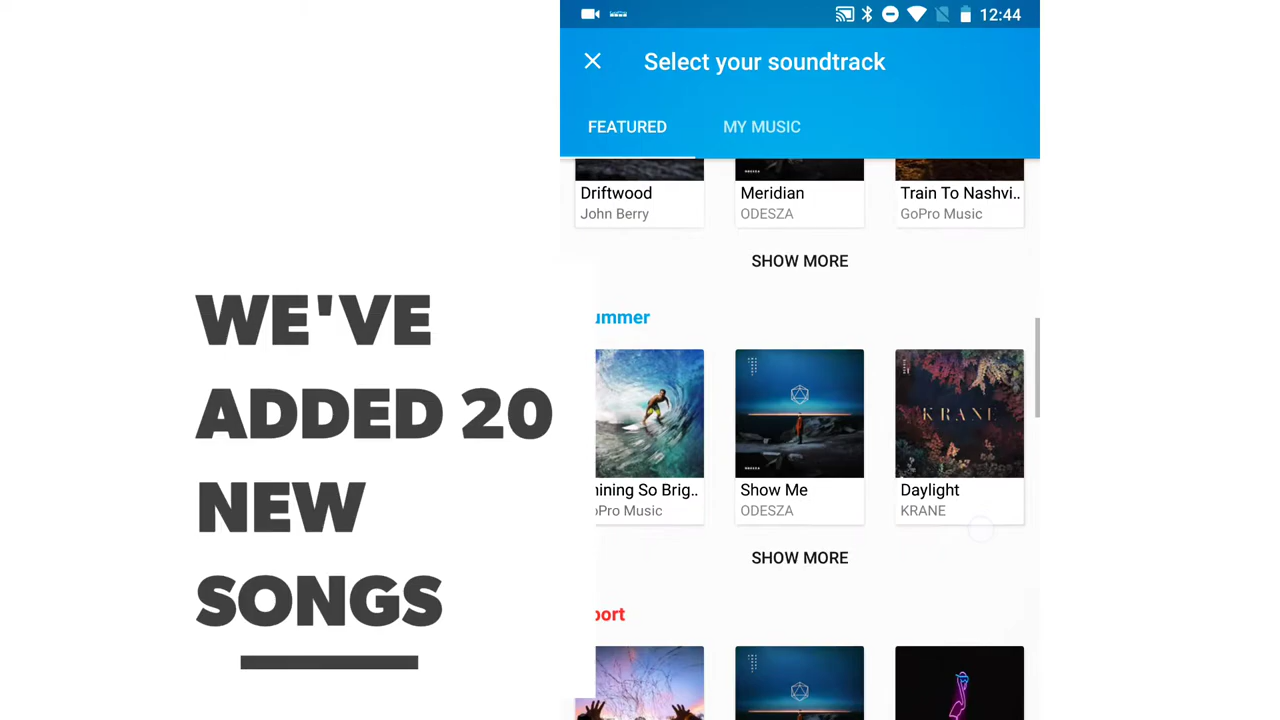 12:44
Select your soundtrack
FEATURED MY MUSIC
Driftwood Meridian Train To Nashvi..
John Berry ODESZA GoPro Music
SHOW MORE
ummer
KRANE
hining So Brig.. Show Me Daylight
oPro Music ODESZA KRANE
SHOW MORE
port
WE'VE
ADDED 20
NEW
SONGS